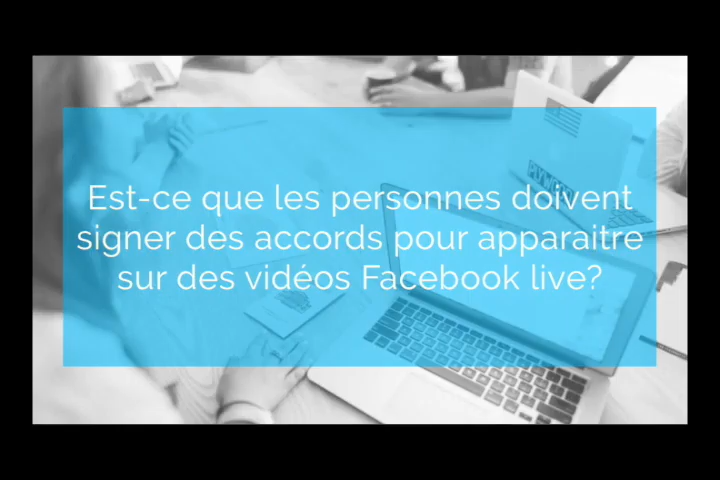 Est-ce que les personnes doivent
signer des accords pour apparaitre
sur des vidéos Facebook live?